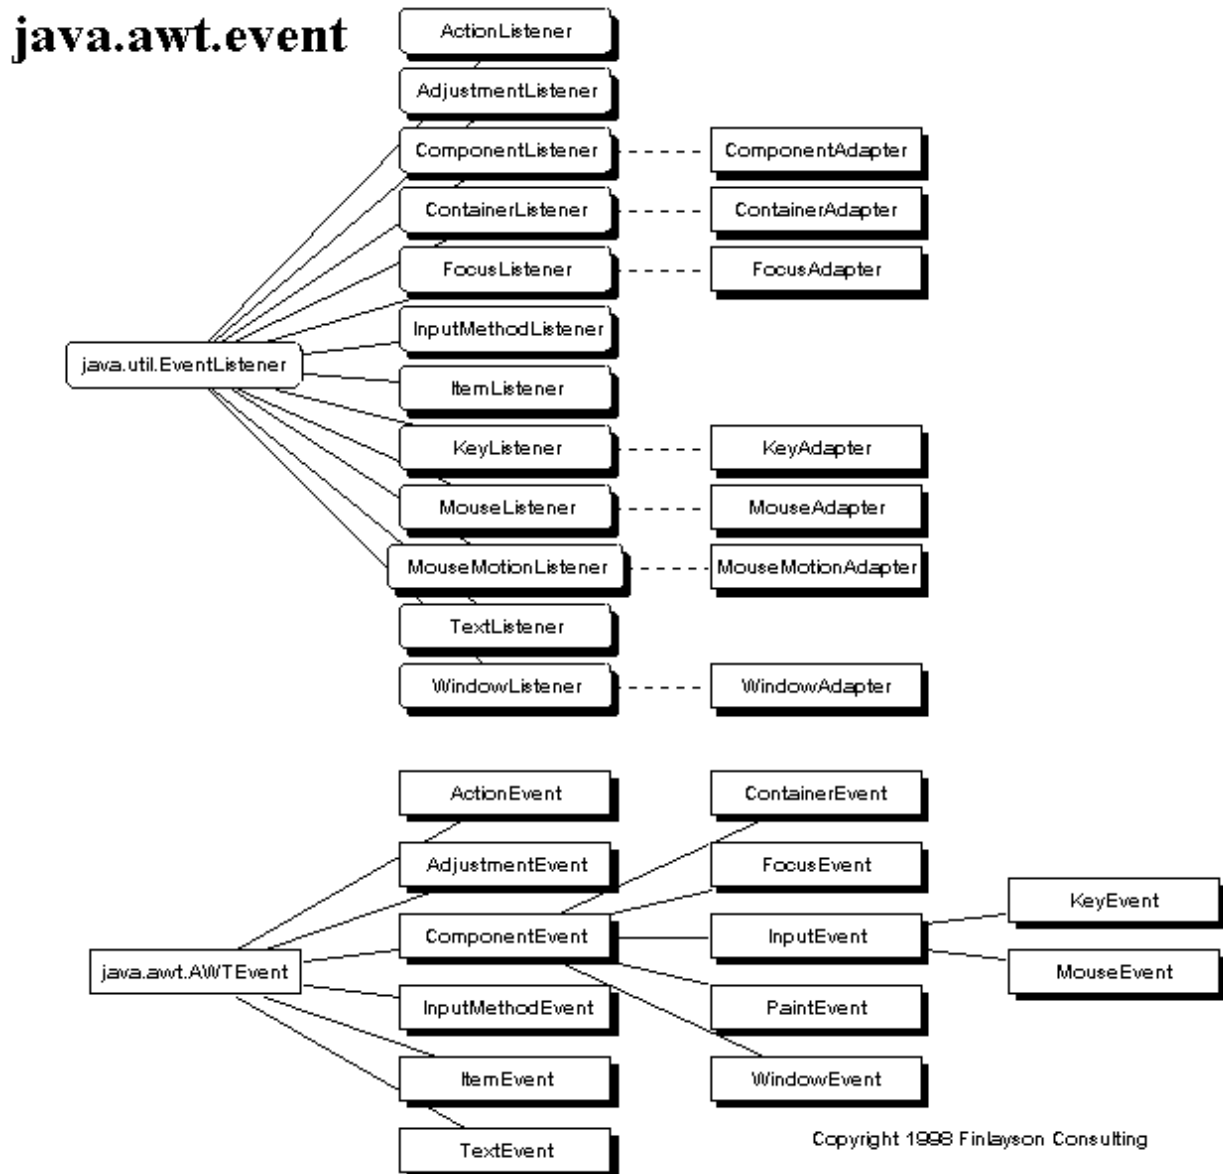 java.awt.event
ActionListener
AdjustmentListener
ComponentListener
ComponentAdapter
ContainerListener
ContainerAdapter
FocusListener
FocusAdapter
InputMethodListener
java.util.EventListener
ItemListener
KeyListener
KeyAdapter
MouseListener
MouseAdapter
MouseMotionListener
MouseMotionAdapter
TextListener
WindowListener
WindowAdapter
ActionEvent
ContainerEvent
AdjustmentEvent
FocusEvent
KeyEvent
ComponentEvent
InputEvent
java.awt.AWTEvent
MouseEvent
InputMethodEvent
PaintEvent
ItemEvent
WindowEvent
Copyright 1998 Finlayson Consulting
TextEvent